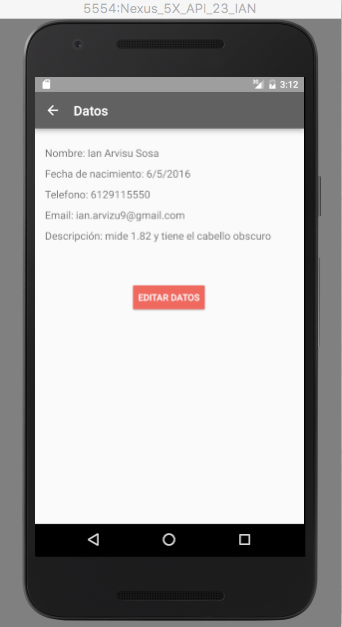 5554:Nexus_5X_API_23_IAN
3:12
Datos
Nombre: Ian Arvisu Sosa
Fecha de nacimiento: 6/5/2016
Telefono: 6129115550
Email: ian.arvizu9@gmail.com
Descripción: mide 1.82 y tiene el cabello obscuro
EDITAR DATOS